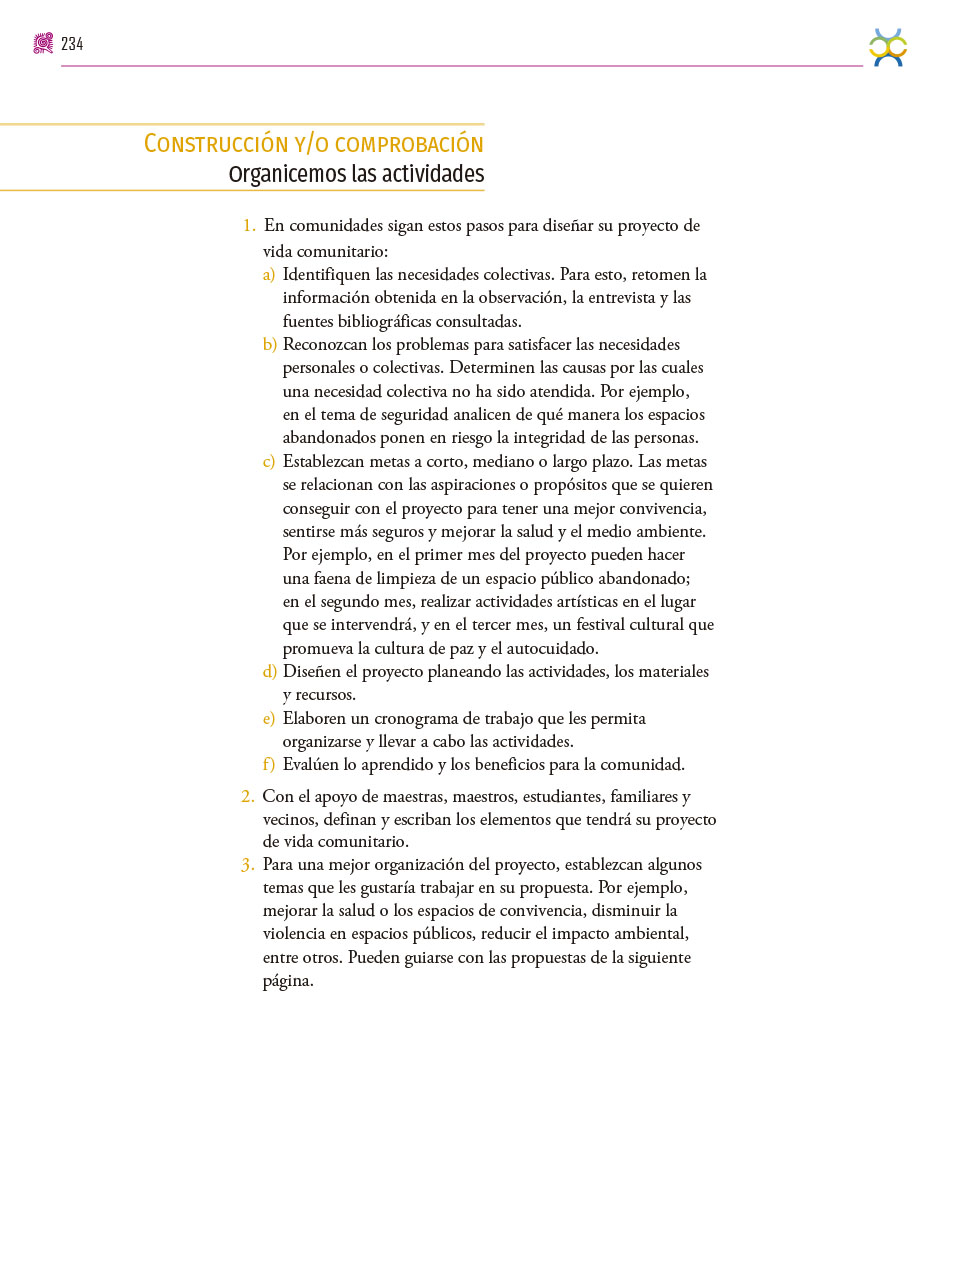 234
Construcción y/o comprobación
Organicemos las actividades
1. En comunidades sigan estos pasos para diseñar su proyecto de
vida comunitario:
a) Identifiquen las necesidades colectivas. Para esto, retomen la
información obtenida en la observación, la entrevista y las
fuentes bibliográficas consultadas.
b) Reconozcan los problemas para satisfacer las necesidades
personales o colectivas. Determinen las causas por las cuales
una necesidad colectiva no ha sido atendida. Por ejemplo,
en el tema de seguridad analicen de qué manera los espacios
abandonados ponen en riesgo la integridad de las personas.
c) Establezcan metas a corto, mediano o largo plazo. Las metas
se relacionan con las aspiraciones o propósitos que se quieren
conseguir con el proyecto para tener una mejor convivencia,
sentirse más seguros y mejorar la salud y el medio ambiente.
Por ejemplo, en el primer mes del proyecto pueden hacer
una faena de limpieza de un espacio público abandonado;
en el segundo mes, realizar actividades artísticas en el lugar
que se intervendrá, y en el tercer mes, un festival cultural que
promueva la cultura de paz y el autocuidado.
d) Diseñen el proyecto planeando las actividades, los materiales
y recursos.
e) Elaboren un cronograma de trabajo que les permita
organizarse y llevar a cabo las actividades.
f) Evalúen lo aprendido y los beneficios para la comunidad.
2. Con el apoyo de maestras, maestros, estudiantes, familiares y
vecinos, definan y escriban los elementos que tendrá su proyecto
de vida comunitario.
3. Para una mejor organización del proyecto, establezcan algunos
temas que les gustaría trabajar en su propuesta. Por ejemplo,
mejorar la salud o los espacios de convivencia, disminuir la
violencia en espacios públicos, reducir el impacto ambiental,
entre otros. Pueden guiarse con las propuestas de la siguiente
página.